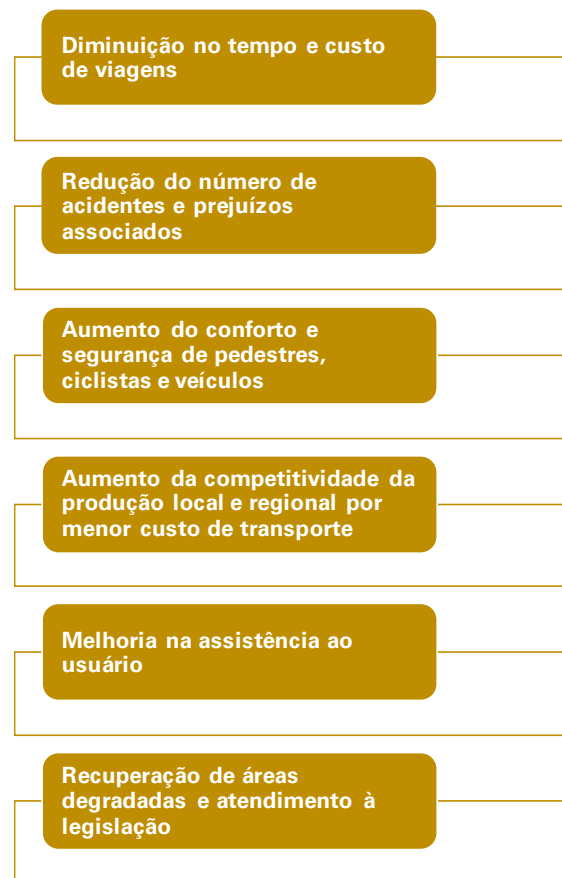 Diminuição no tempo e custo
de viagens
Redução do número de
acidentes e prejuízos
associados
Aumento do conforto e
segurança de pedestres,
ciclistas e veículos
Aumento da competitividade da
produção local e regional por
menor custo de transporte
Melhoria na assistência ao
usuário
Recuperação de áreas
degradadas e atendimento à
legislação